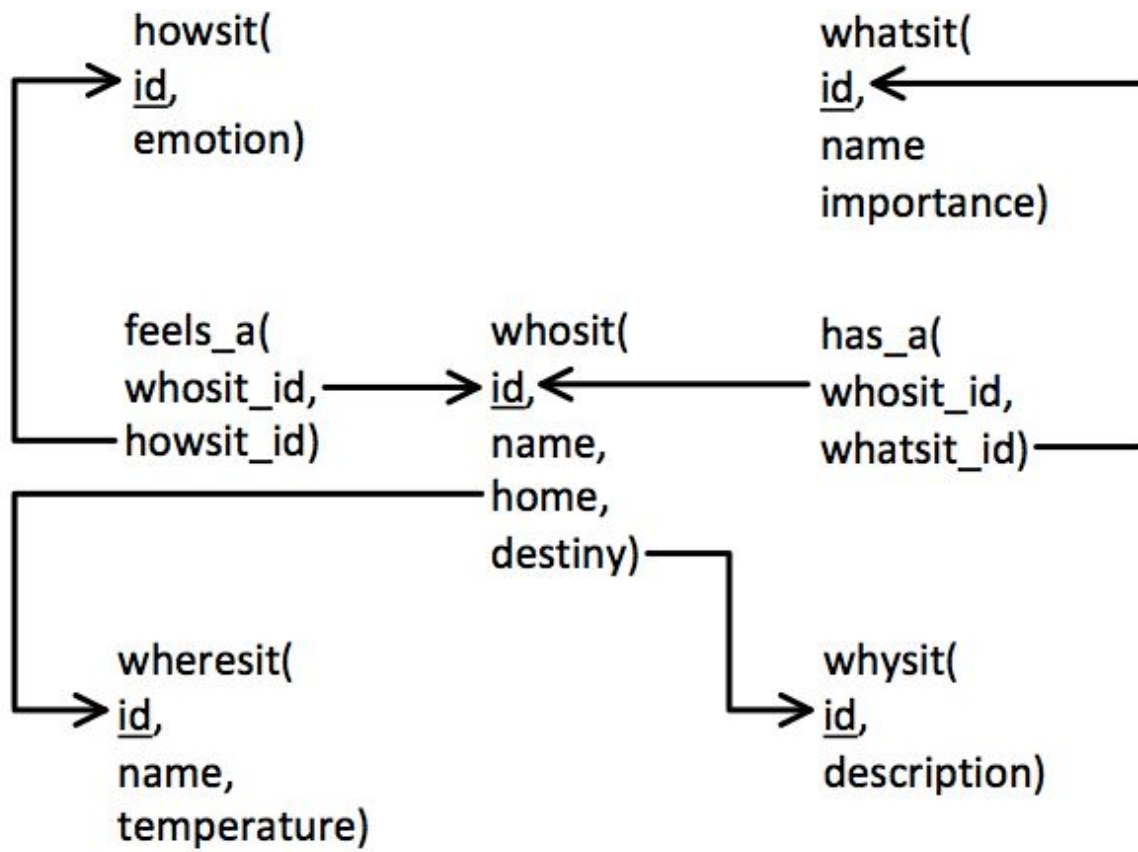 howsit(
id,
emotion)
whatsit(
id,
name
importance)
feels_a(
whosit_id,
howsit_id)
whosit(
id,
name,
home,
destiny)
has_a(
whosit_id,
whatsit_id)
wheresit(
id,
name,
temperature)
whysit(
id,
description)